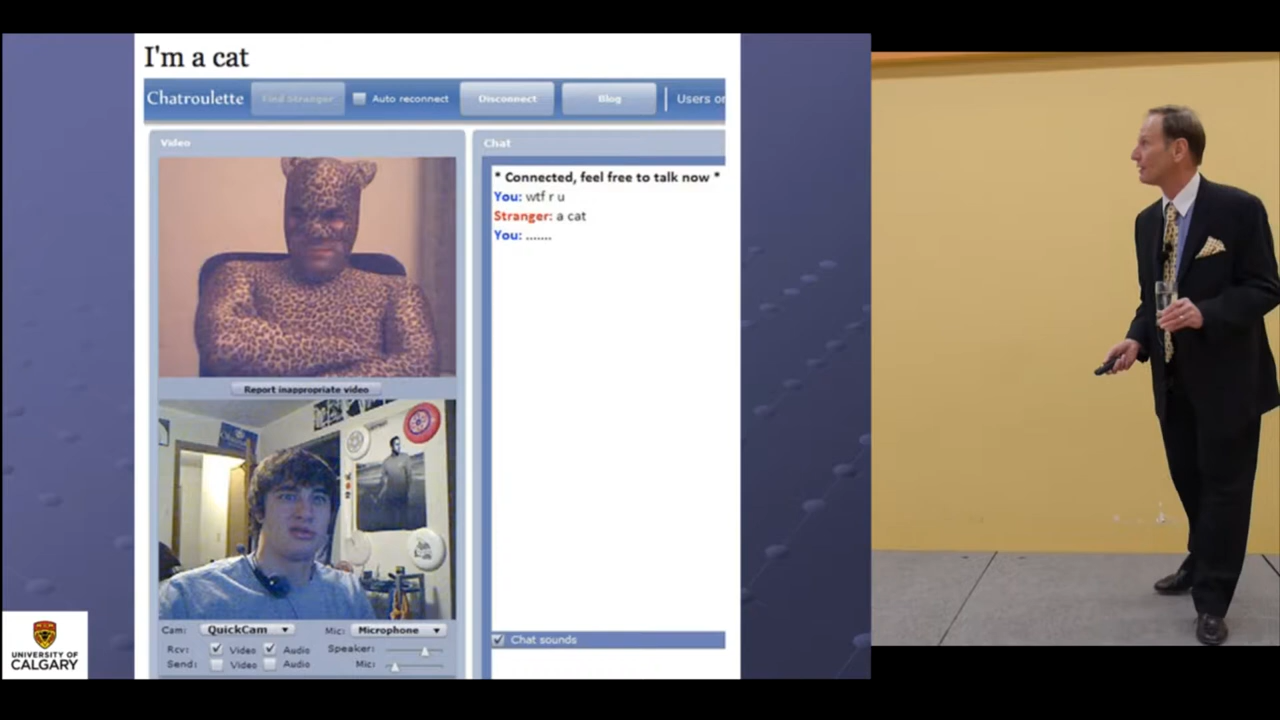 I'm a cat
Chatroulette
Find Stranger
Auto reconnect
Disconnect
Blog
Users
Video
Chat
* Connected, feel free to talk now *
You: wtf r u
Stranger: a cat
You: .......
Report inappropriate video
Cam: QuickCam
Mic: Microphone
Rcv: Video Audio
Speaker:
Send: Video Audio
Mic:
Chat sounds
UNIVERSITY OF
CALGARY